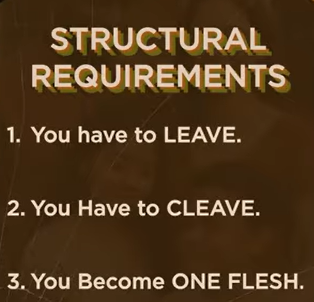 STRUCTURAL
REQUIREMENTS
1. You have to LEAVE.
2. You Have to CLEAVE.
3. You Become ONE FLESH.